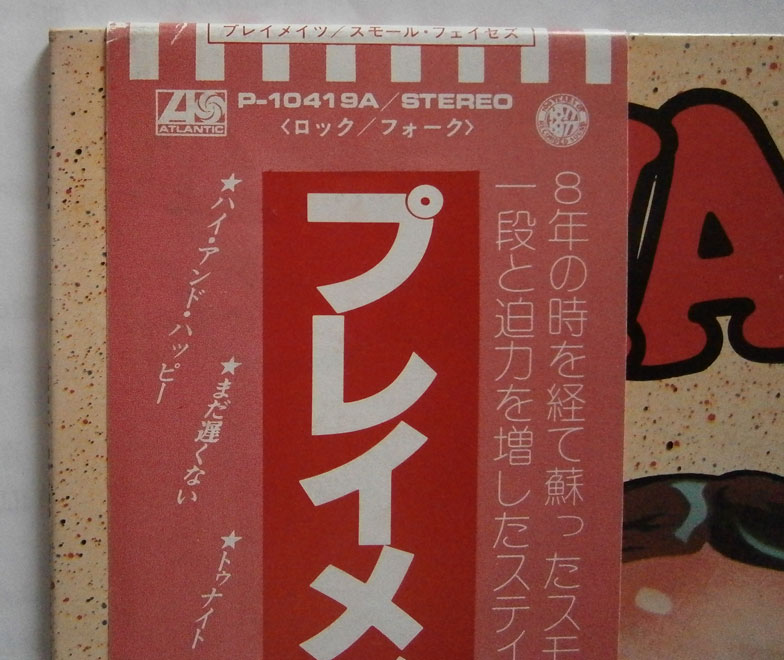 プレイメイツ/スモール・フェイセズ
ATLANTIC
P-10419A/STEREO
〈ロック/フォーク〉
8年の時を経て蘇ったスモ
一段と迫力を増したステイ
プレイメ
★ハイ・アンド・ハッピー
★まだ遅くない
★トゥナイト
A